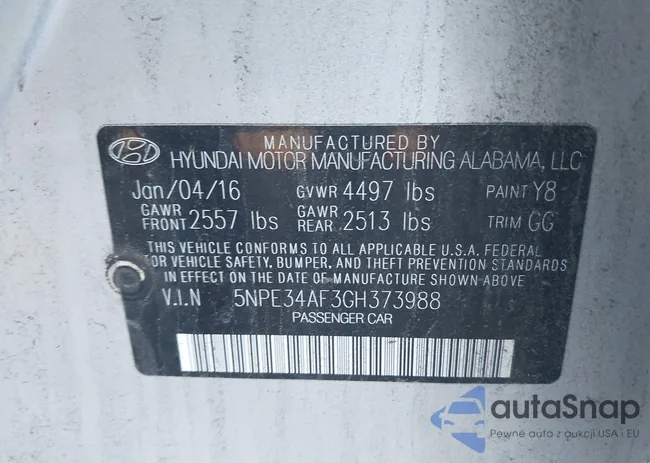 MANUFACTURED BY
HYUNDAI MOTOR MANUFACTURING ALABAMA, LLC
Jan/04/16 GVWR 4497 lbs PAINT Y8
GAWR FRONT 2557 lbs GAWR REAR 2513 lbs TRIM GG
THIS VEHICLE CONFORMS TO ALL APPLICABLE U.S.A. FEDERAL
MOTOR VEHICLE SAFETY, BUMPER, AND THEFT PREVENTION STANDARDS
IN EFFECT ON THE DATE OF MANUFACTURE SHOWN ABOVE.
V.I.N 5NPE34AF3GH373988
PASSENGER CAR
autaSnap
Pewne auto z aukcji USA i EU